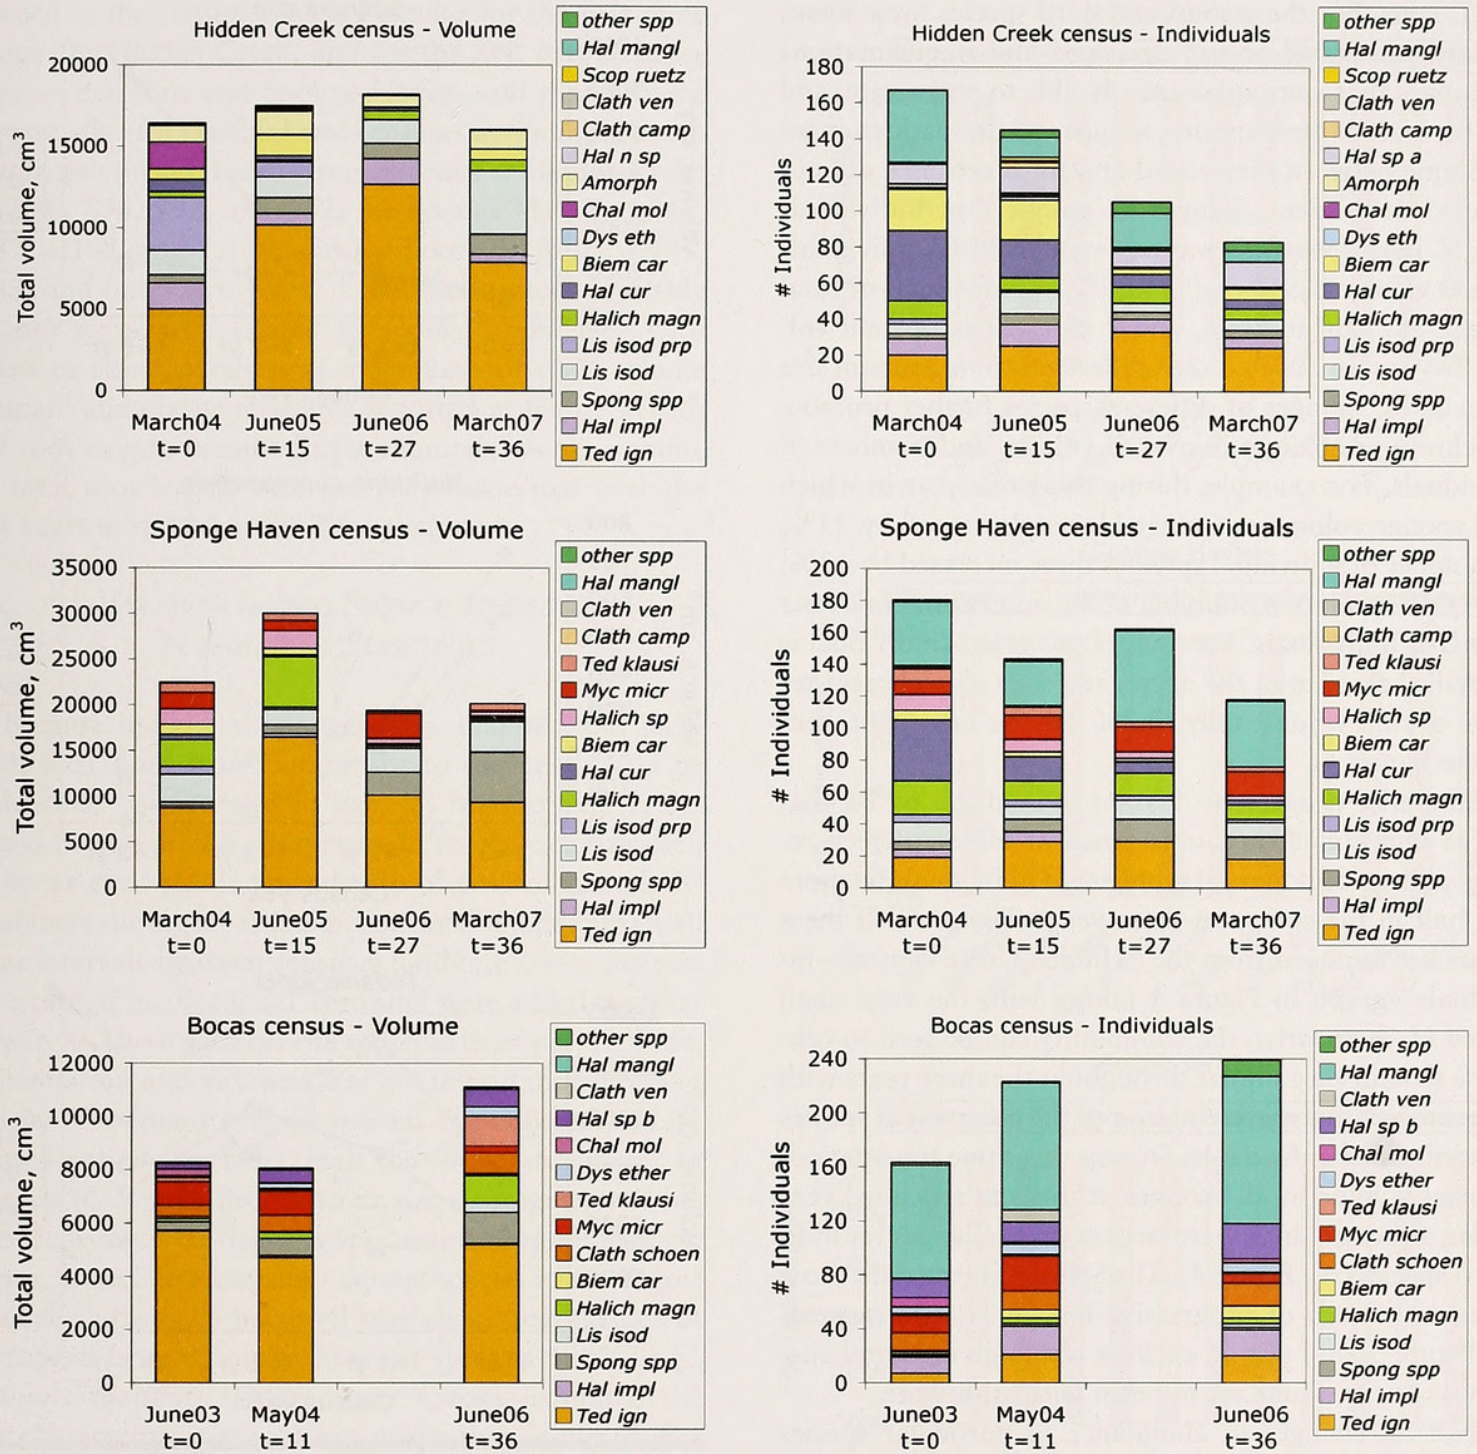 Hidden Creek census - Volume
Total volume, cm3
20000
15000
10000
5000
0
March04
t=0
June05
t=15
June06
t=27
March07
t=36
other spp
Hal mangl
Scop ruetz
Clath ven
Clath camp
Hal n sp
Amorph
Chal mol
Dys eth
Biem car
Hal cur
Halich magn
Lis isod prp
Lis isod
Spong spp
Hal impl
Ted ign
Hidden Creek census - Individuals
# Individuals
180
160
140
120
100
80
60
40
20
0
March04
t=0
June05
t=15
June06
t=27
March07
t=36
other spp
Hal mangl
Scop ruetz
Clath ven
Clath camp
Hal sp a
Amorph
Chal mol
Dys eth
Biem car
Hal cur
Halich magn
Lis isod prp
Lis isod
Spong spp
Hal impl
Ted ign
Sponge Haven census - Volume
Total volume, cm3
35000
30000
25000
20000
15000
10000
5000
0
March04
t=0
June05
t=15
June06
t=27
March07
t=36
other spp
Hal mangl
Clath ven
Clath camp
Ted klausi
Myc micr
Halich sp
Biem car
Hal cur
Halich magn
Lis isod prp
Lis isod
Spong spp
Hal impl
Ted ign
Sponge Haven census - Individuals
# Individuals
200
180
160
140
120
100
80
60
40
20
0
March04
t=0
June05
t=15
June06
t=27
March07
t=36
other spp
Hal mangl
Clath ven
Clath camp
Ted klausi
Myc micr
Halich sp
Biem car
Hal cur
Halich magn
Lis isod prp
Lis isod
Spong spp
Hal impl
Ted ign
Bocas census - Volume
Total volume, cm3
12000
10000
8000
6000
4000
2000
0
June03
t=0
May04
t=11
June06
t=36
other spp
Hal mangl
Clath ven
Hal sp b
Chal mol
Dys ether
Ted klausi
Myc micr
Clath schoen
Biem car
Halich magn
Lis isod
Spong spp
Hal impl
Ted ign
Bocas census - Individuals
# Individuals
240
200
160
120
80
40
0
June03
t=0
May04
t=11
June06
t=36
other spp
Hal mangl
Clath ven
Hal sp b
Chal mol
Dys ether
Ted klausi
Myc micr
Clath schoen
Biem car
Halich magn
Lis isod
Spong spp
Hal impl
Ted ign